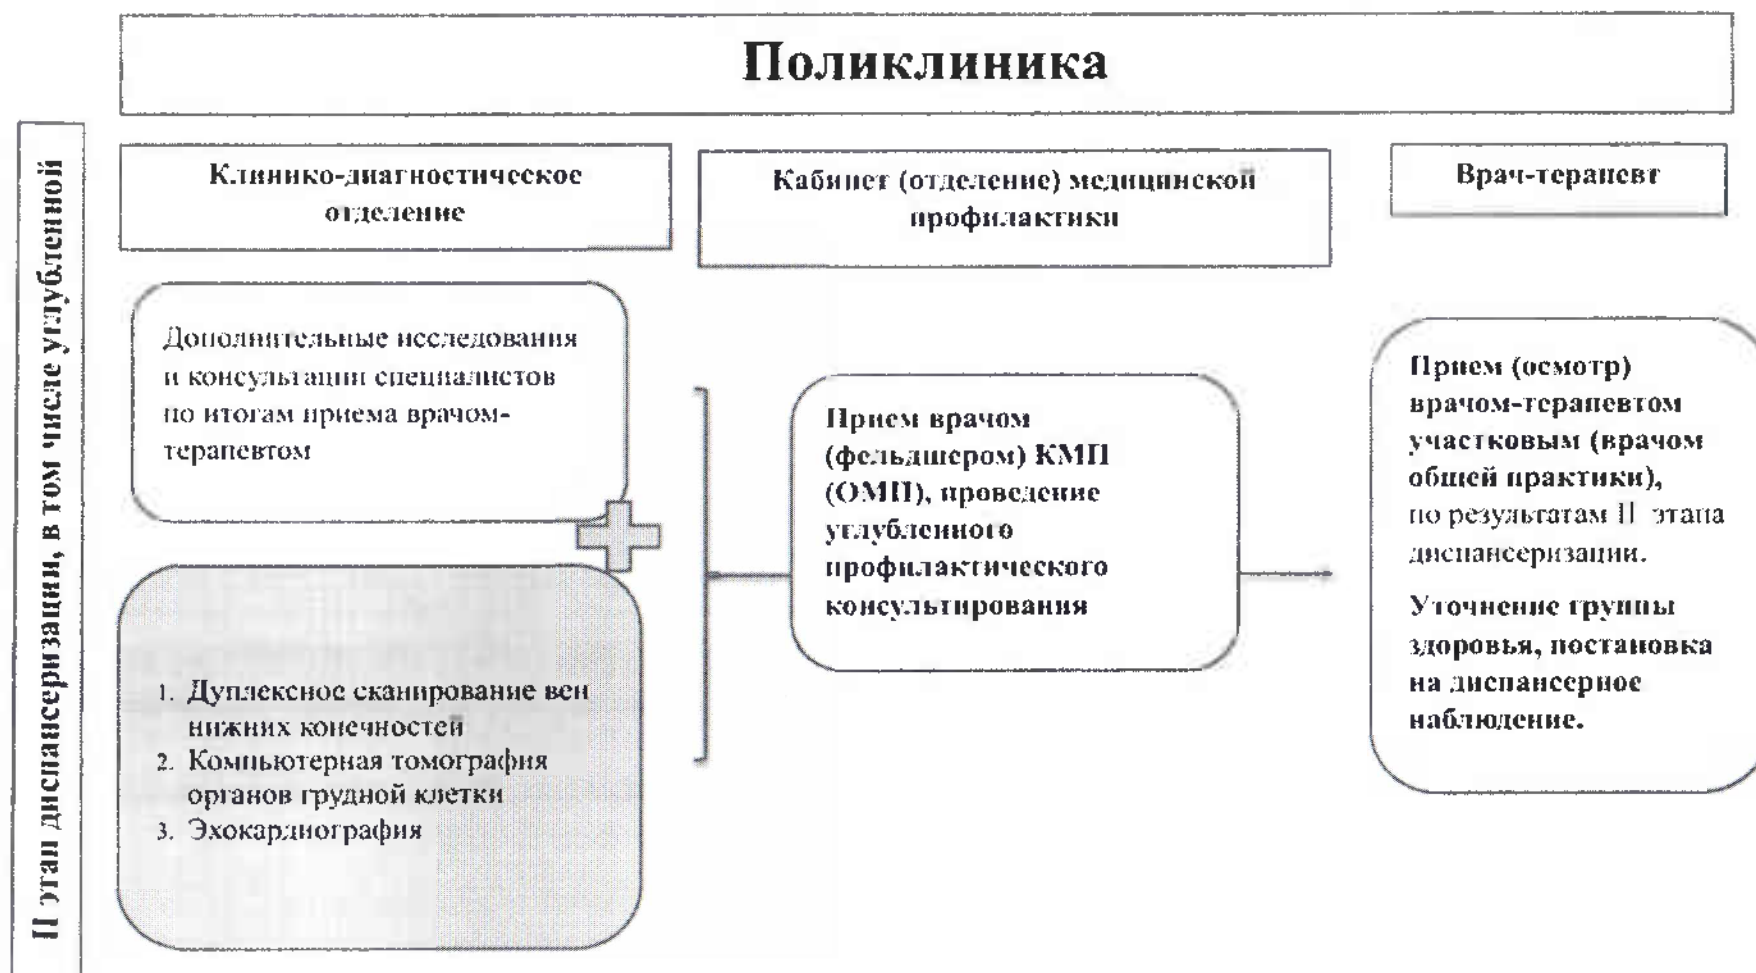 Поликлиника
II этап диспансеризации, в том числе углубленной
Клинико-диагностическое
отделение
Кабинет (отделение) медицинской
профилактики
Врач-терапевт
Дополнительные исследования
и консультации специалистов
по итогам приема врачом-
терапевтом
1. Дуплексное сканирование вен
нижних конечностей
2. Компьютерная томография
органов грудной клетки
3. Эхокардиография
Прием врачом
(фельдшером) КМП
(ОМП), проведение
углубленного
профилактического
консультирования
Прием (осмотр)
врачом-терапевтом
участковым (врачом
общей практики),
по результатам II этапа
диспансеризации.
Уточнение группы
здоровья, постановка
на диспансерное
наблюдение.